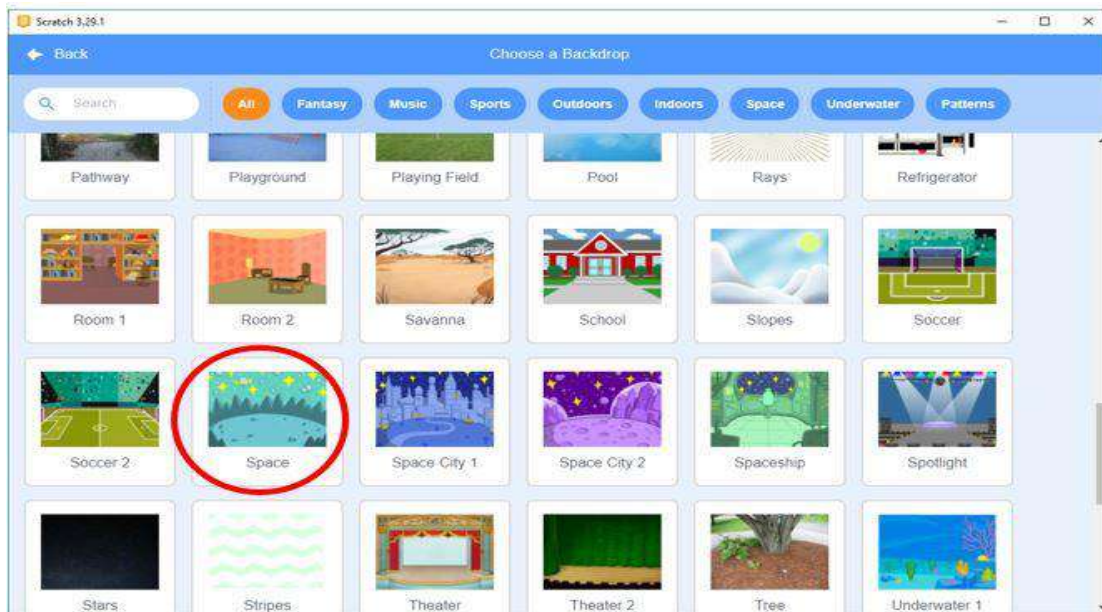 Scratch 3.29.1
Back
Choose a Backdrop
Search
All Fantasy Music Sports Outdoors Indoors Space Underwater Patterns
Pathway Playground Playing Field Pool Rays Refrigerator
Room 1 Room 2 Savanna School Slopes Soccer
Soccer 2 Space Space City 1 Space City 2 Spaceship Spotlight
Stars Stripes Theater Theater 2 Tree Underwater 1